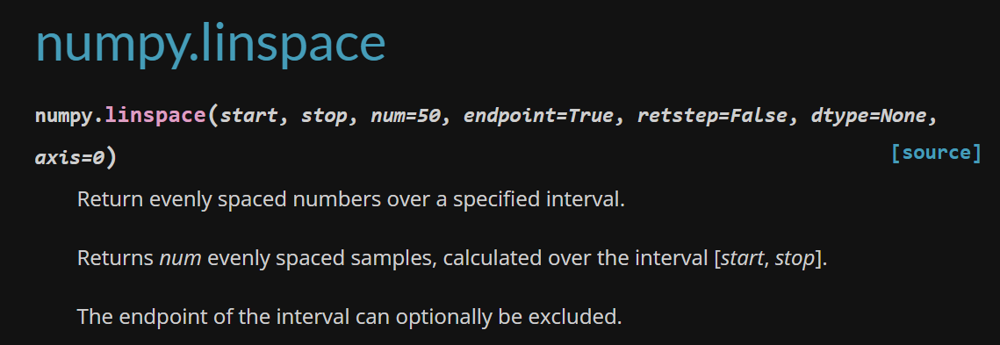 numpy.linspace
numpy.linspace(start, stop, num=50, endpoint=True, retstep=False, dtype=None,
axis=0) [source]
Return evenly spaced numbers over a specified interval.
Returns num evenly spaced samples, calculated over the interval [start, stop].
The endpoint of the interval can optionally be excluded.